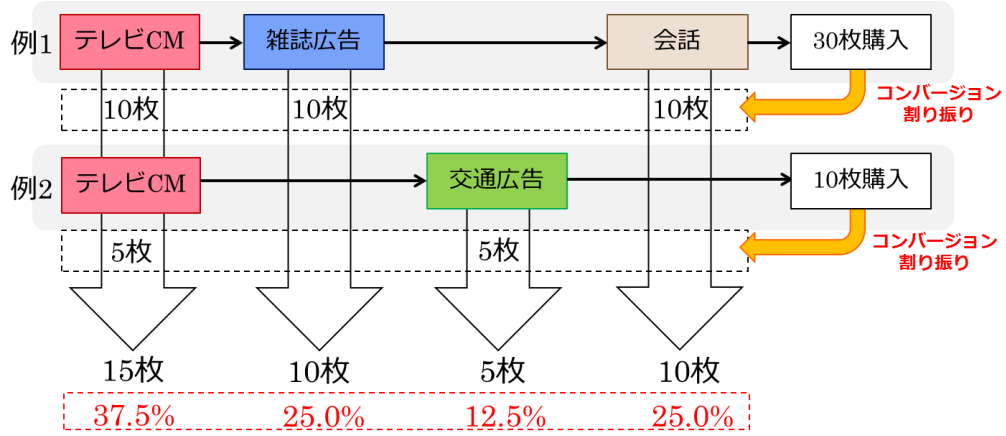 例1
テレビCM
雑誌広告
会話
30枚購入
10枚
10枚
10枚
コンバージョン
割り振り
例2
テレビCM
交通広告
10枚購入
5枚
5枚
コンバージョン
割り振り
15枚
10枚
5枚
10枚
37.5%
25.0%
12.5%
25.0%